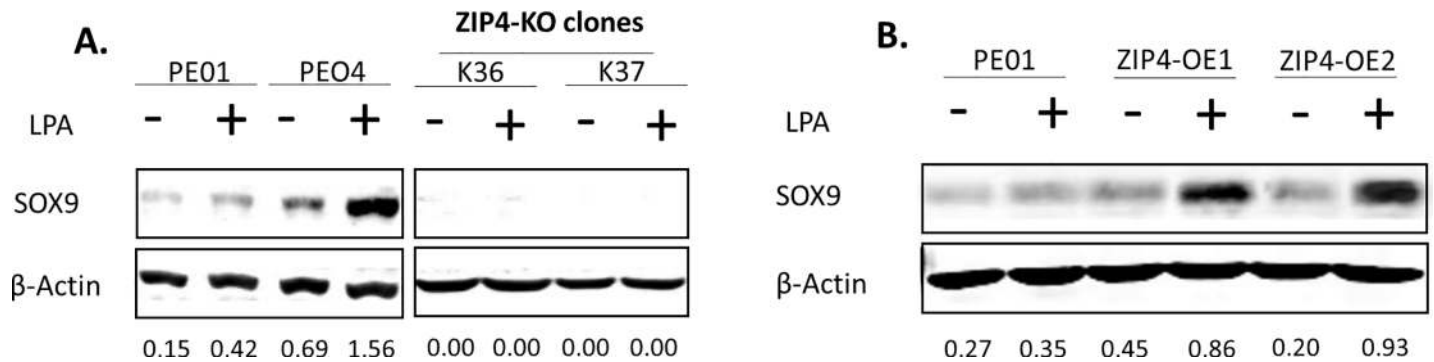 A.
ZIP4-KO clones
PE01 PEO4 K36 K37
LPA - + - + - + - +
SOX9
β-Actin
0.15 0.42 0.69 1.56 0.00 0.00 0.00 0.00
B.
PE01 ZIP4-OE1 ZIP4-OE2
LPA - + - + - +
SOX9
β-Actin
0.27 0.35 0.45 0.86 0.20 0.93